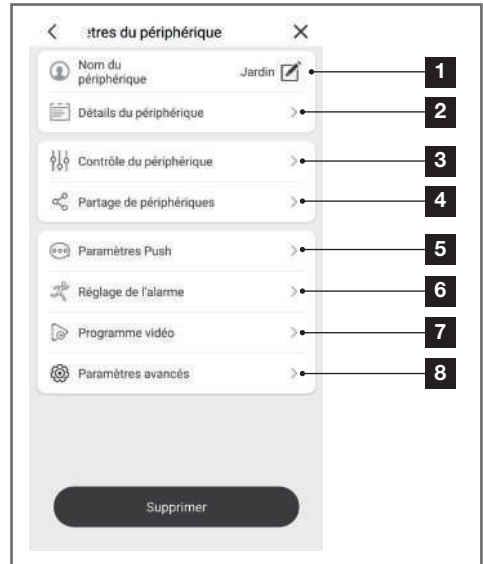 :tres du périphérique
Nom du
périphérique
Jardin
1
Détails du périphérique
2
Contrôle du périphérique
3
Partage de périphériques
4
Paramètres Push
5
Réglage de l'alarme
6
Programme vidéo
7
Paramètres avancés
8
Supprimer